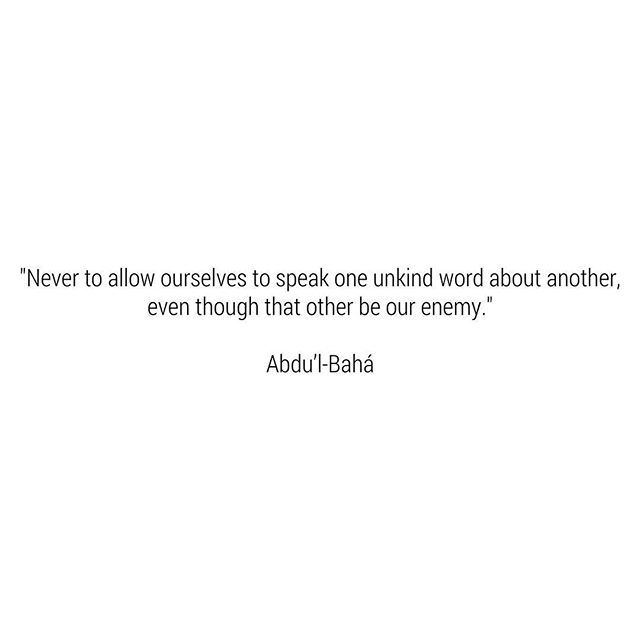 "Never to allow ourselves to speak one unkind word about another,
even though that other be our enemy."
Abdu’l-Bahá